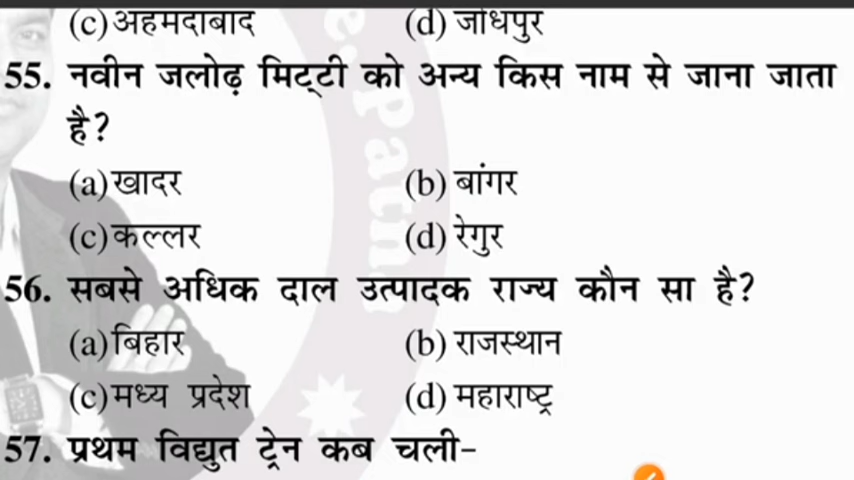 (c) अहमदाबाद (d) जोधपुर
55. नवीन जलोढ़ मिट्टी को अन्य किस नाम से जाना जाता
है?
(a) खादर (b) बांगर
(c) कल्लर (d) रेगुर
56. सबसे अधिक दाल उत्पादक राज्य कौन सा है?
(a) बिहार (b) राजस्थान
(c) मध्य प्रदेश (d) महाराष्ट्र
57. प्रथम विद्युत ट्रेन कब चली-